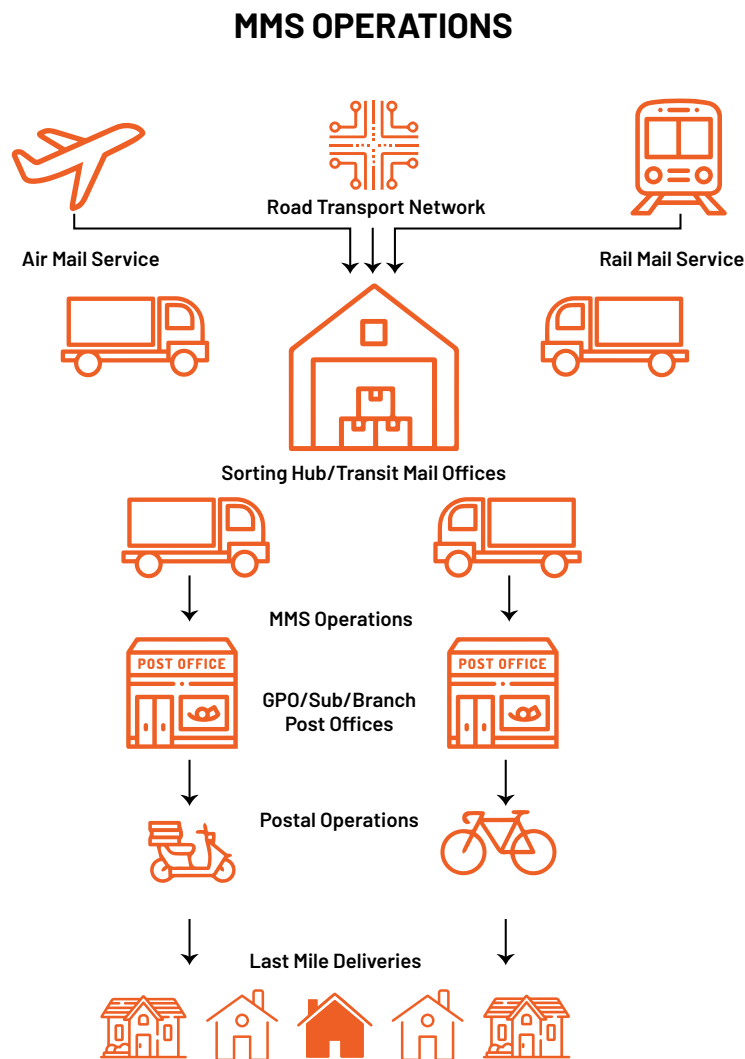 MMS OPERATIONS
Road Transport Network
Air Mail Service
Rail Mail Service
Sorting Hub/Transit Mail Offices
MMS Operations
POST OFFICE
POST OFFICE
GPO/Sub/Branch
Post Offices
Postal Operations
Last Mile Deliveries